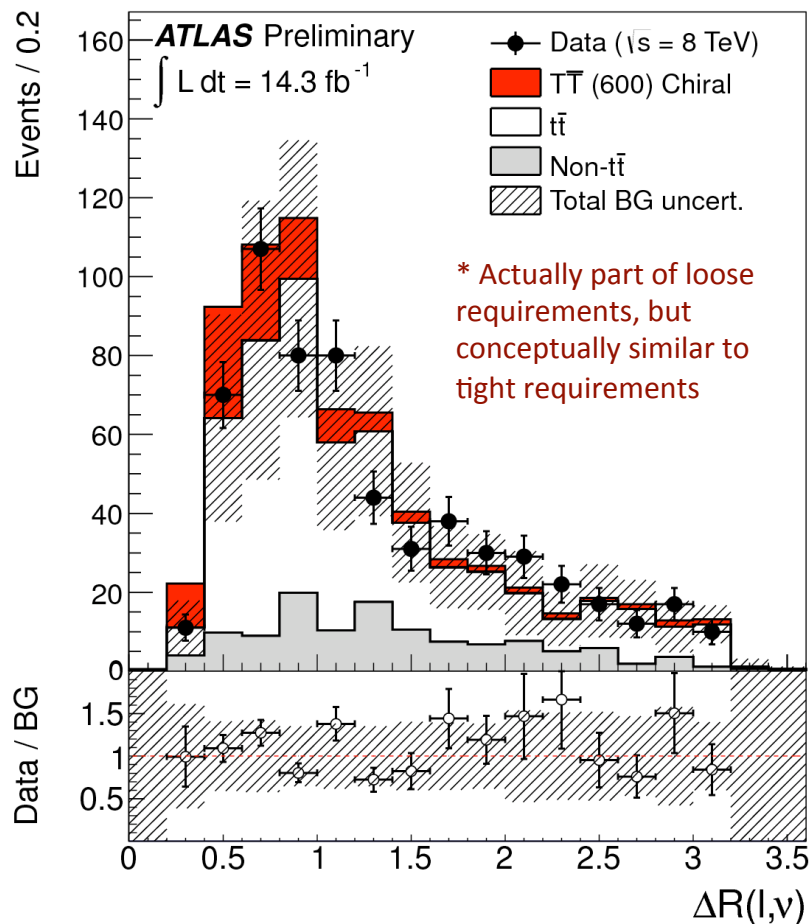 ATLAS Preliminary
∫ L dt = 14.3 fb⁻¹
Data (√s = 8 TeV)
TT̅ (600) Chiral
tt̄
Non-tt̄
Total BG uncert.
* Actually part of loose
requirements, but
conceptually similar to
tight requirements
Events / 0.2
160
140
120
100
80
60
40
20
0
Data / BG
1.5
1
0.5
0 0.5 1 1.5 2 2.5 3 3.5
ΔR(l,ν)